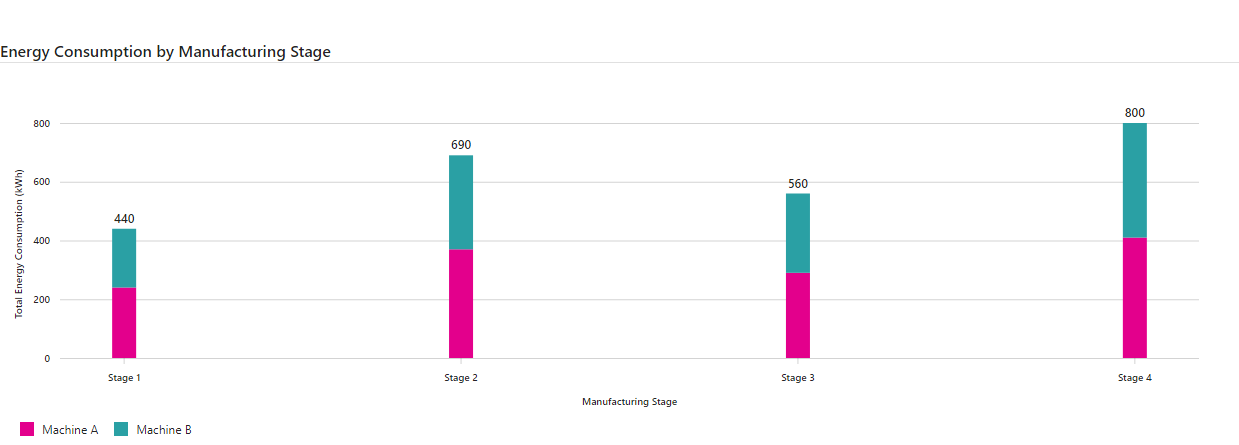 Energy Consumption by Manufacturing Stage
800
600
400
200
0
Total Energy Consumption (kWh)
440
690
560
800
Stage 1
Stage 2
Stage 3
Stage 4
Manufacturing Stage
Machine A
Machine B